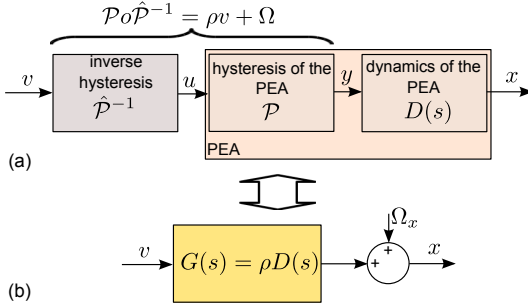 𝒫o𝒫̂⁻¹ = ρv + Ω
v
inverse
hysteresis
𝒫̂⁻¹
u
hysteresis of the
PEA
𝒫
y
dynamics of the
PEA
D(s)
x
PEA
(a)
v
G(s) = ρD(s)
Ωₓ
+
+
x
(b)